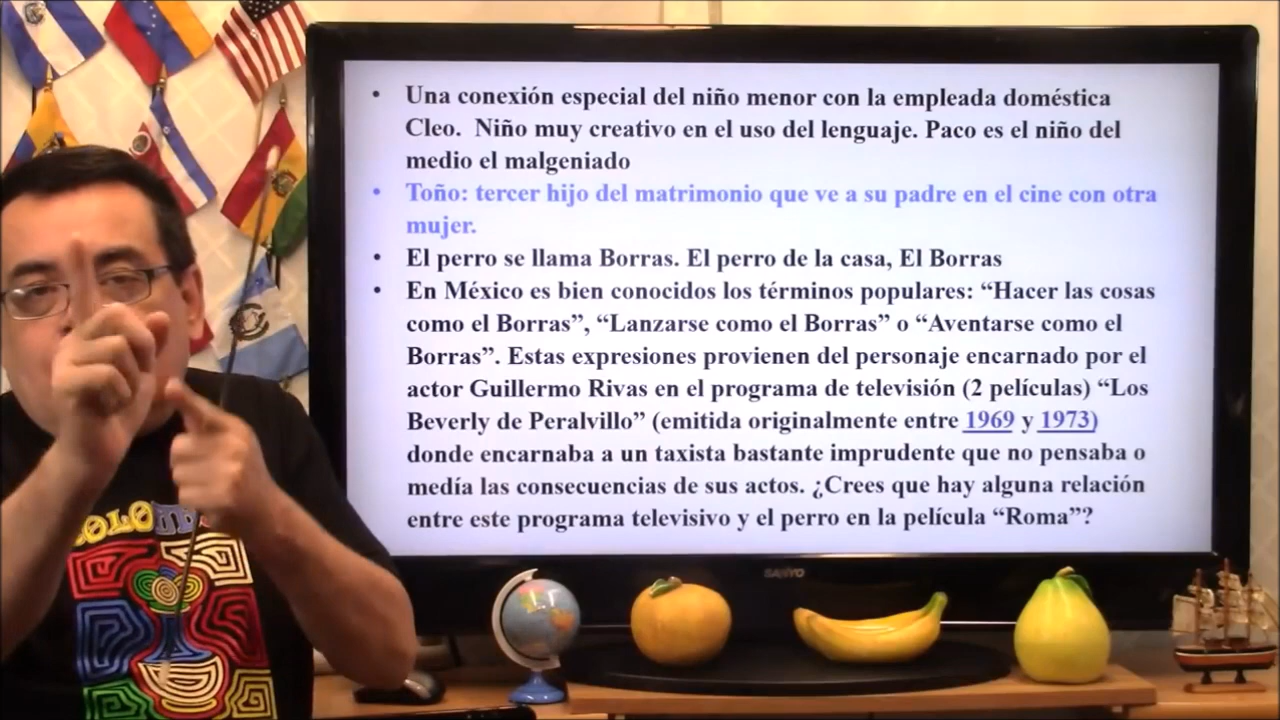 Una conexión especial del niño menor con la empleada doméstica
Cleo. Niño muy creativo en el uso del lenguaje. Paco es el niño del
medio el malgeniado
Toño: tercer hijo del matrimonio que ve a su padre en el cine con otra
mujer.
El perro se llama Borras. El perro de la casa, El Borras
En México es bien conocidos los términos populares: “Hacer las cosas
como el Borras”, “Lanzarse como el Borras” o “Aventarse como el
Borras”. Estas expresiones provienen del personaje encarnado por el
actor Guillermo Rivas en el programa de televisión (2 películas) “Los
Beverly de Peralvillo” (emitida originalmente entre 1969 y 1973)
donde encarnaba a un taxista bastante imprudente que no pensaba o
medía las consecuencias de sus actos. ¿Crees que hay alguna relación
entre este programa televisivo y el perro en la película “Roma”?
SANYO